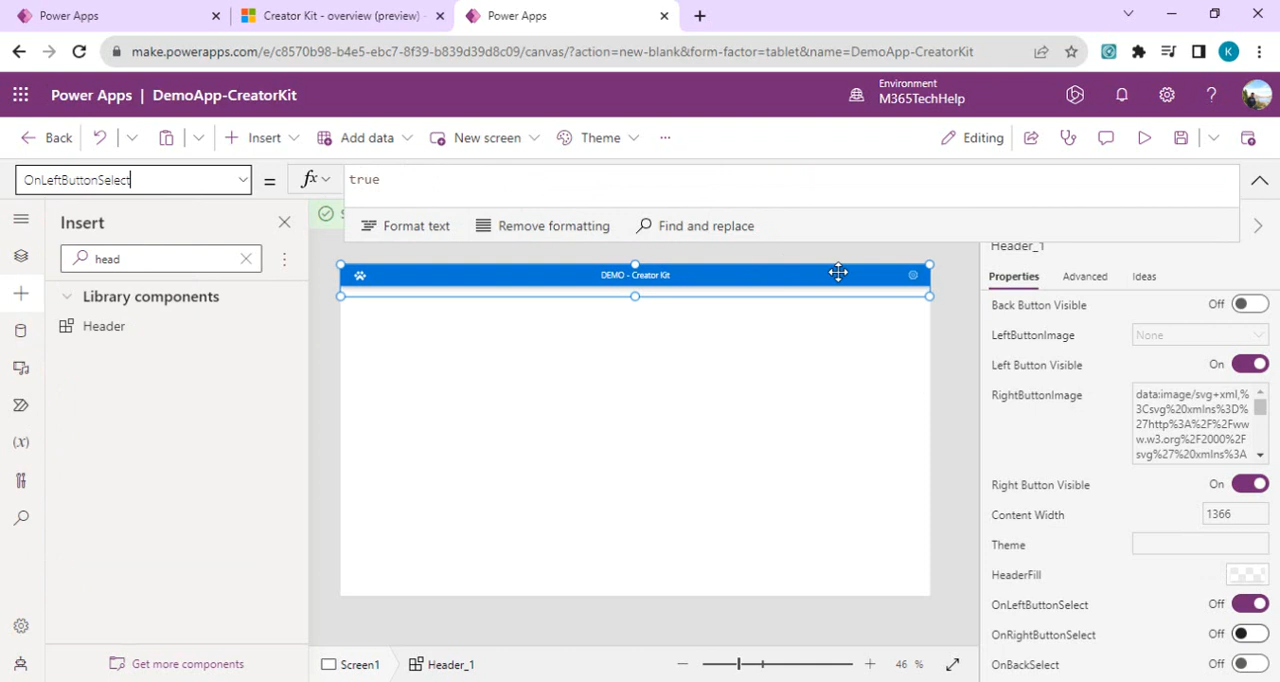 Power Apps
Creator Kit - overview (preview) -
Power Apps
make.powerapps.com/e/c8570b98-b4e5-ebc7-8f39-b839d39d8c09/canvas/?action=new-blank&form-factor=tablet&name=DemoApp-CreatorKit
K
Power Apps | DemoApp-CreatorKit
Environment
M365TechHelp
Back
Insert
Add data
New screen
Theme
Editing
OnLeftButtonSelect
=
fx
true
Format text
Remove formatting
Find and replace
Insert
head
Library components
Header
Get more components
DEMO - Creator Kit
Screen1
Header_1
46 %
Header_1
Properties
Advanced
Ideas
Back Button Visible
Off
LeftButtonImage
None
Left Button Visible
On
RightButtonImage
data:image/svg+xml,%
3Csvg%20xmlns%3D%
27http%3A%2F%2Fww
w.w3.org%2F2000%2F
svg%27%20xmlns%3A
Right Button Visible
On
Content Width
1366
Theme
HeaderFill
OnLeftButtonSelect
Off
OnRightButtonSelect
Off
OnBackSelect
Off